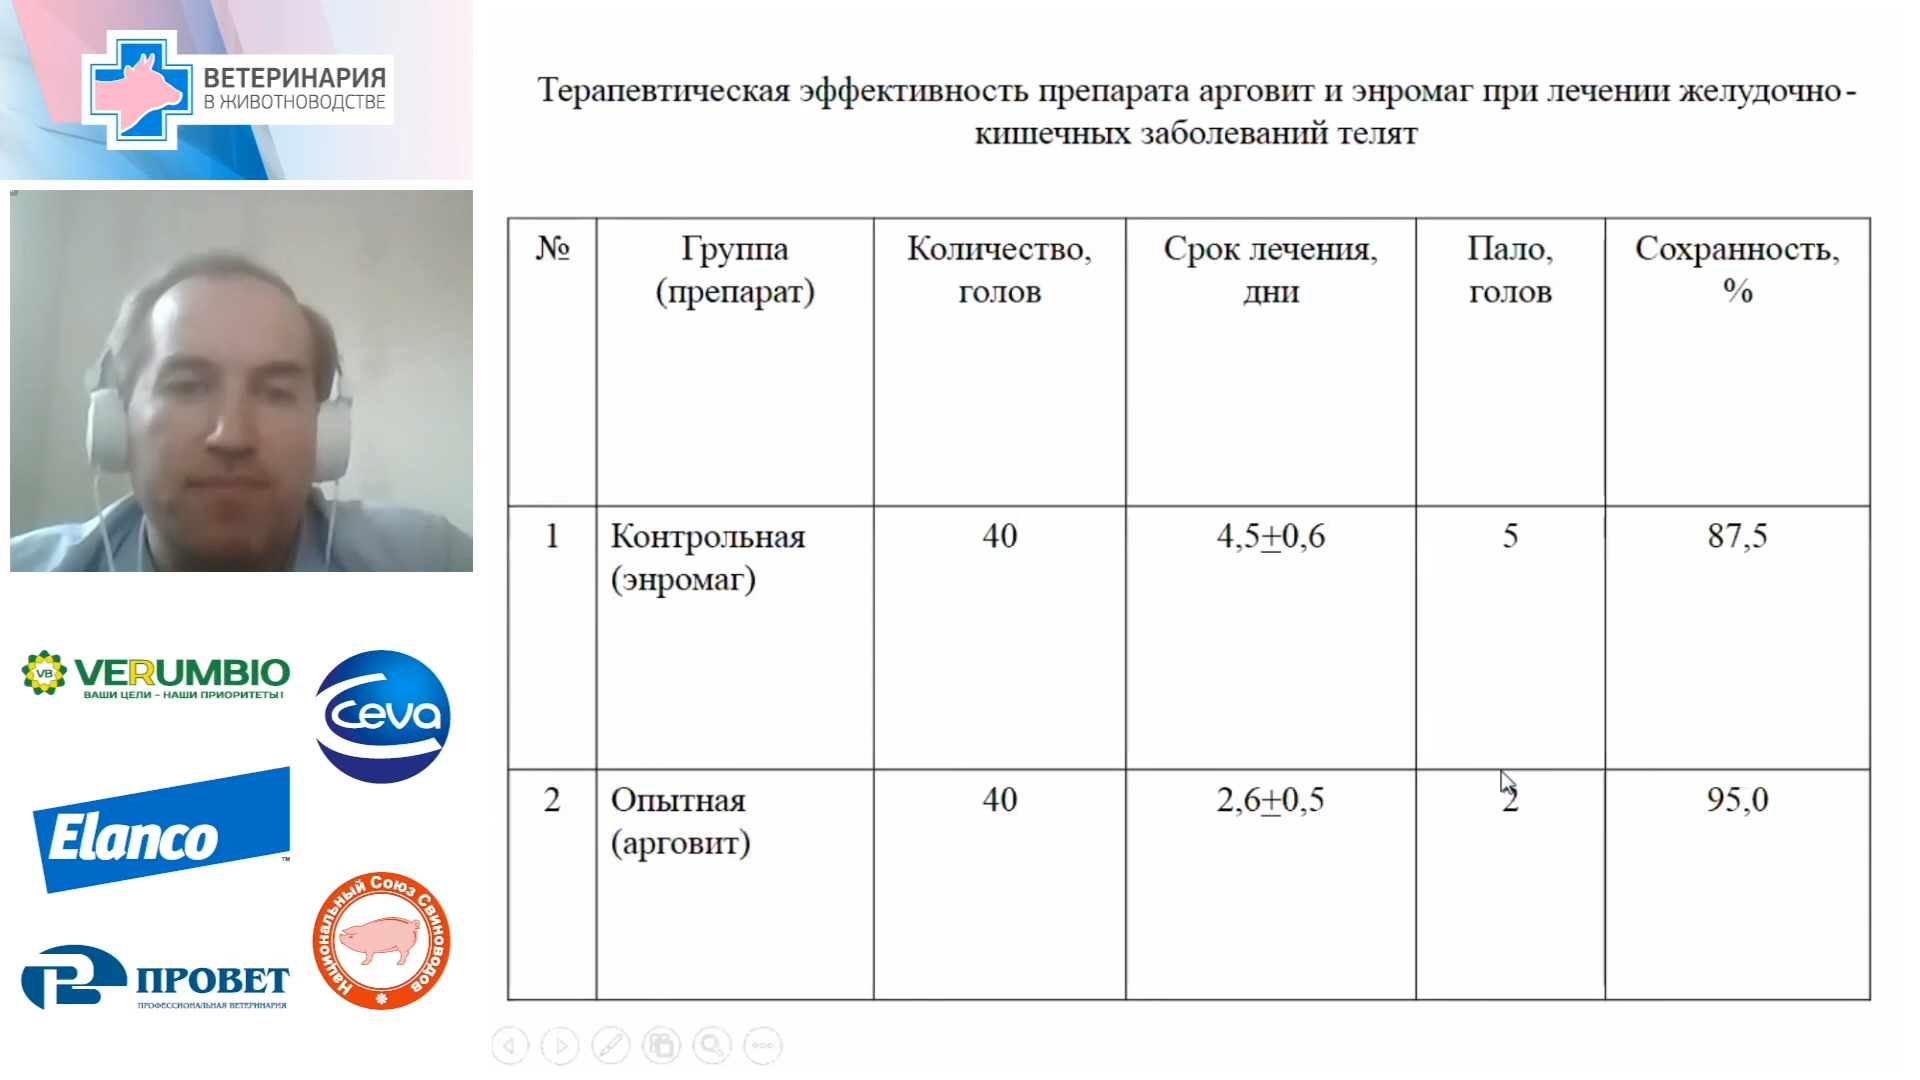 ВЕТЕРИНАРИЯ
В ЖИВОТНОВОДСТВЕ
Терапевтическая эффективность препарата арговит и энромаг при лечении желудочно-
кишечных заболеваний телят
№
Группа
(препарат)
Количество,
голов
Срок лечения,
дни
Пало,
голов
Сохранность,
%
1
Контрольная
(энромаг)
40
4,5±0,6
5
87,5
2
Опытная
(арговит)
40
2,6±0,5
2
95,0
VB VERUMBIO
ВАШИ ЦЕЛИ – НАШИ ПРИОРИТЕТЫ!
Ceva
Elanco™
Национальный Союз Свиноводов
ПРОВЕТ
ПРОФЕССИОНАЛЬНАЯ ВЕТЕРИНАРИЯ